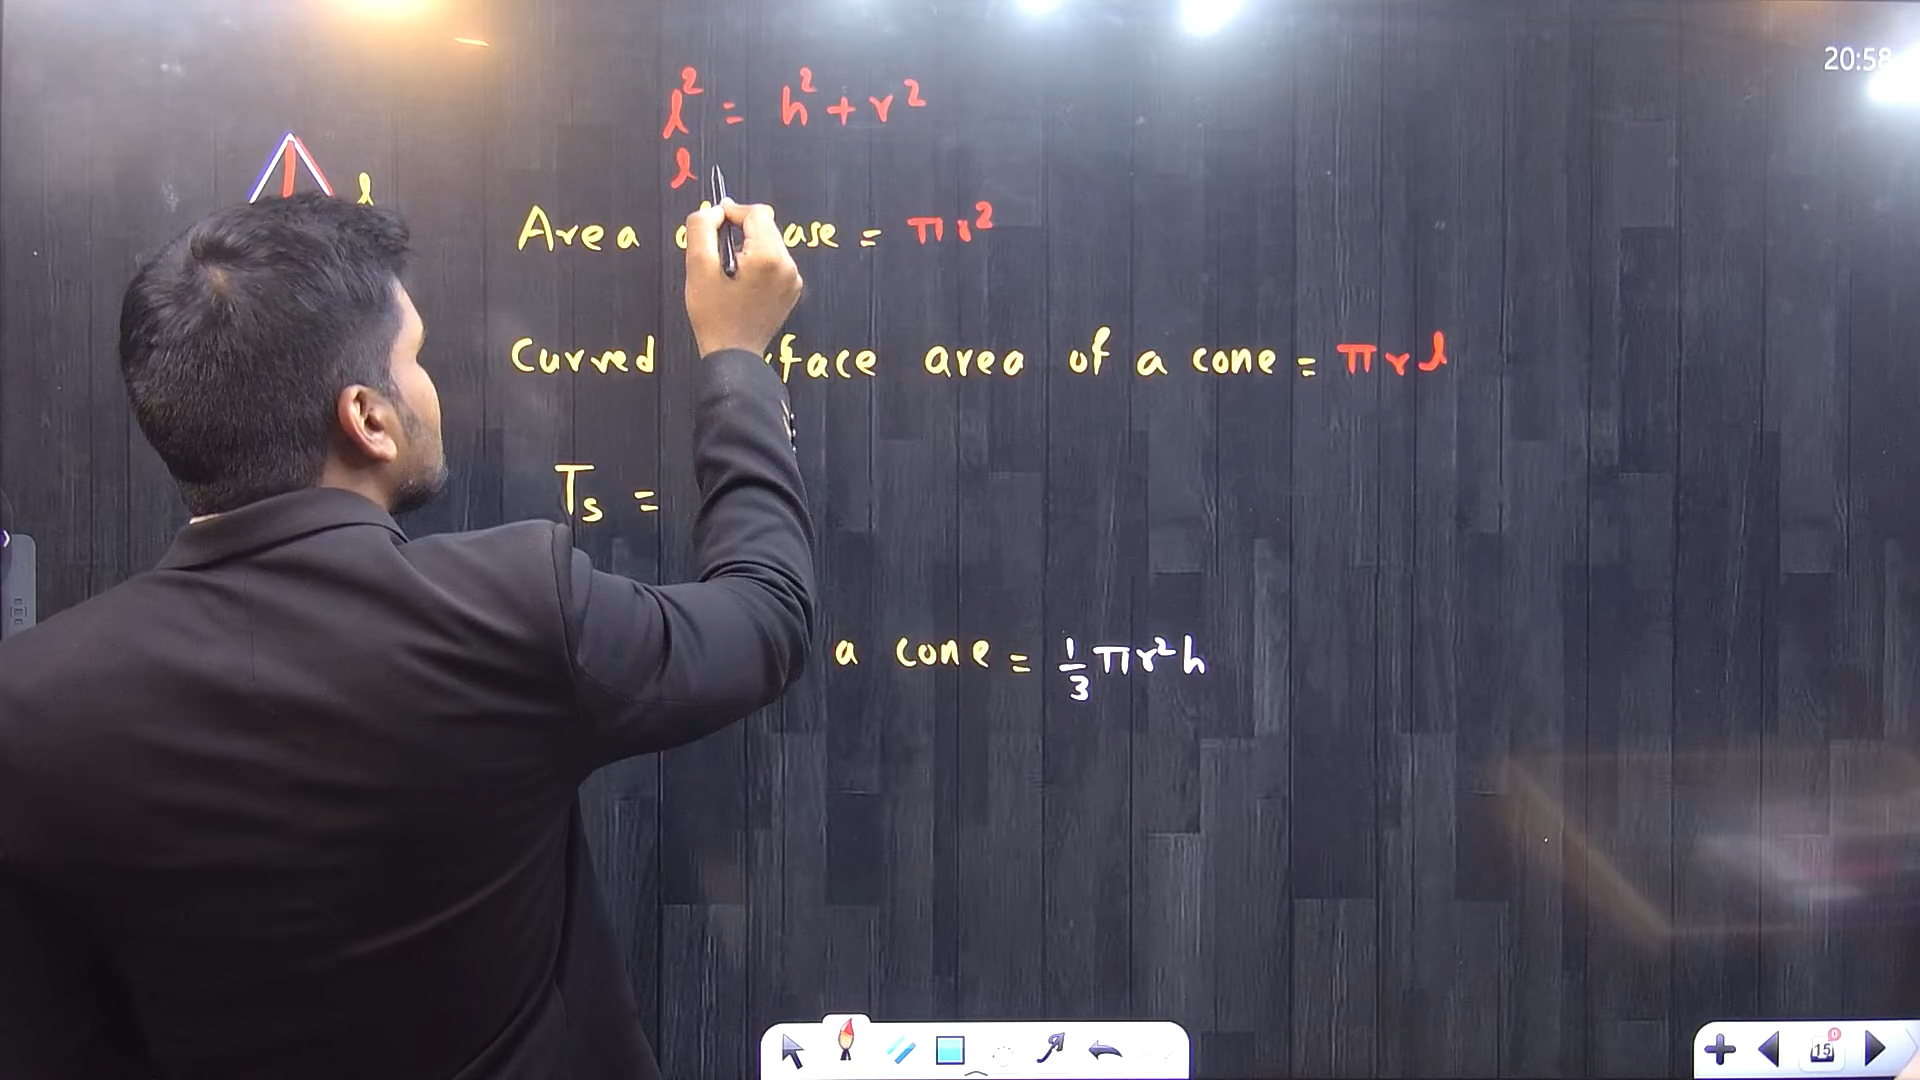 20:58
l² = h² + r²
l
l
Area ase = πr²
Curved face area of a cone = πrl
Ts =
a cone = 1/3 πr²h
15